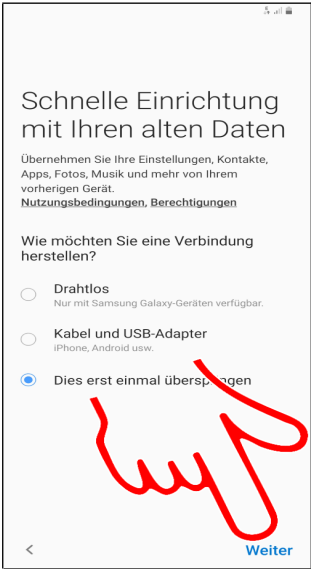 Schnelle Einrichtung
mit Ihren alten Daten
Übernehmen Sie Ihre Einstellungen, Kontakte,
Apps, Fotos, Musik und mehr von Ihrem
vorherigen Gerät.
Nutzungsbedingungen, Berechtigungen
Wie möchten Sie eine Verbindung
herstellen?
Drahtlos
Nur mit Samsung Galaxy-Geräten verfügbar.
Kabel und USB-Adapter
iPhone, Android usw.
Dies erst einmal überspringen
Weiter